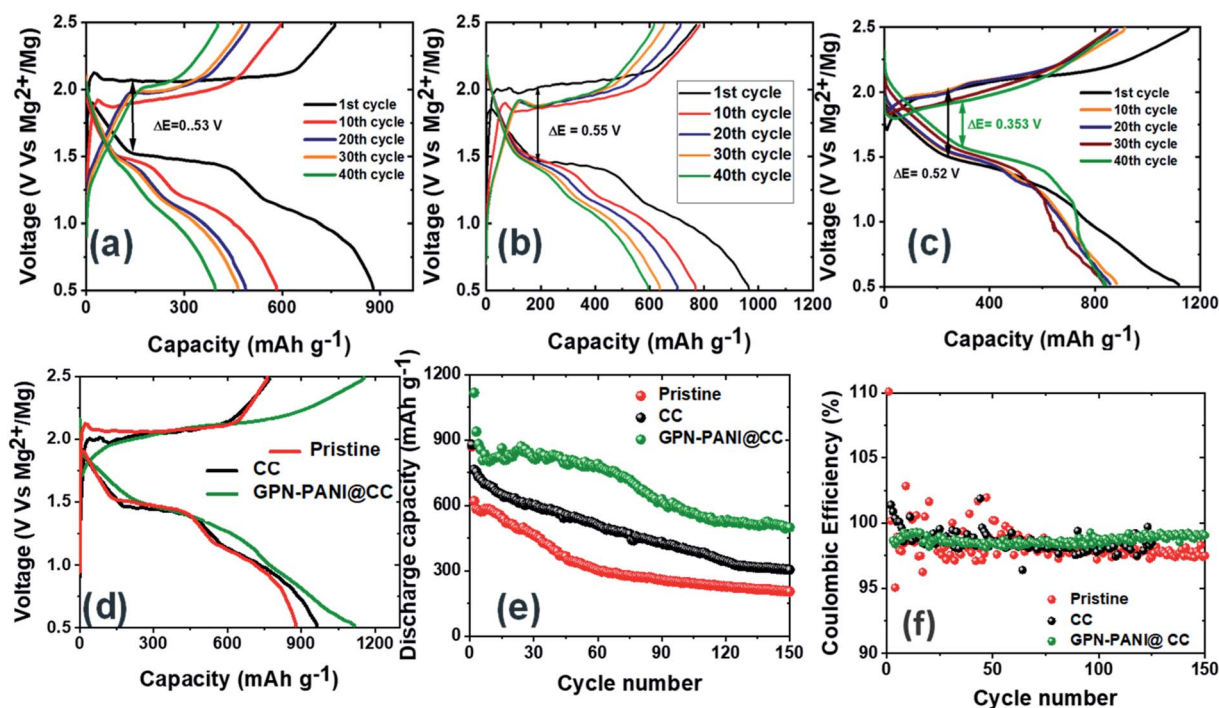 Voltage (V Vs Mg2+/Mg)
2.5
2.0
1.5
1.0
0.5
ΔE=0..53 V
1st cycle
10th cycle
20th cycle
30th cycle
40th cycle
(a)
0 300 600 900
Capacity (mAh g-1)
Voltage (V Vs Mg2+/Mg)
2.5
2.0
1.5
1.0
0.5
ΔE = 0.55 V
1st cycle
10th cycle
20th cycle
30th cycle
40th cycle
(b)
0 200 400 600 800 1000 1200
Capacity (mAh g-1)
Voltage (V Vs Mg2+/Mg)
2.5
2.0
1.5
1.0
0.5
ΔE = 0.353 V
ΔE = 0.52 V
1st cycle
10th cycle
20th cycle
30th cycle
40th cycle
(c)
0 400 800 1200
Capacity (mAh g-1)
Voltage (V Vs Mg2+/Mg)
2.5
2.0
1.5
1.0
0.5
Pristine
CC
GPN-PANI@CC
(d)
0 300 600 900 1200
Capacity (mAh g-1)
Discharge capacity (mAh g-1)
1200
900
600
300
0
Pristine
CC
GPN-PANI@CC
(e)
0 30 60 90 120 150
Cycle number
Coulombic Efficiency (%)
110
105
100
95
90
Pristine
CC
GPN-PANI@ CC
(f)
0 50 100 150
Cycle number